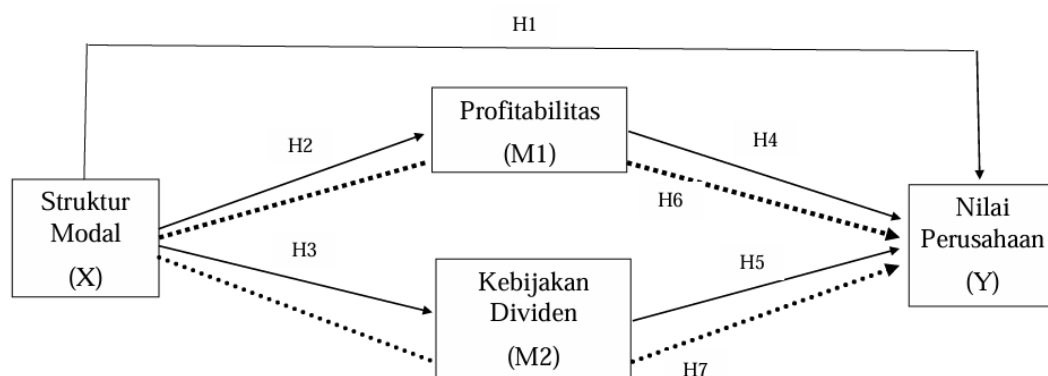 H1
Profitabilitas
(M1)
H2
H4
Struktur
Modal
(X)
H6
Nilai
Perusahaan
(Y)
H3
Kebijakan
Dividen
(M2)
H5
H7